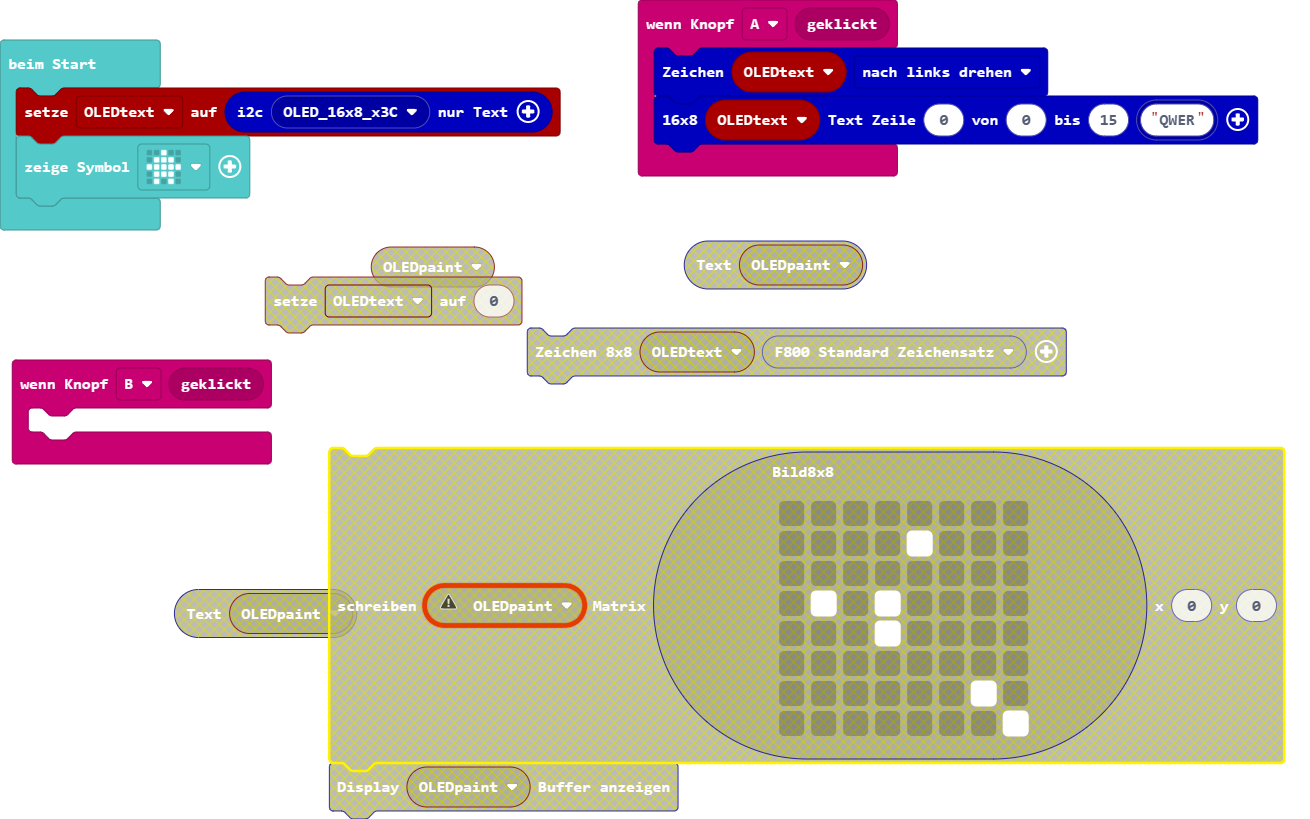 wenn Knopf A geklickt
beim Start
Zeichen OLEDtext nach links drehen
setze OLEDtext auf i2c OLED_16x8_x3C nur Text
16x8 OLEDtext Text Zeile 0 von 0 bis 15 "QWER"
zeige Symbol
OLEDpaint
Text OLEDpaint
setze OLEDtext auf 0
Zeichen 8x8 OLEDtext F800 Standard Zeichensatz
wenn Knopf B geklickt
Bild8x8
Text OLEDpaint
schreiben OLEDpaint Matrix x 0 y 0
Display OLEDpaint Buffer anzeigen